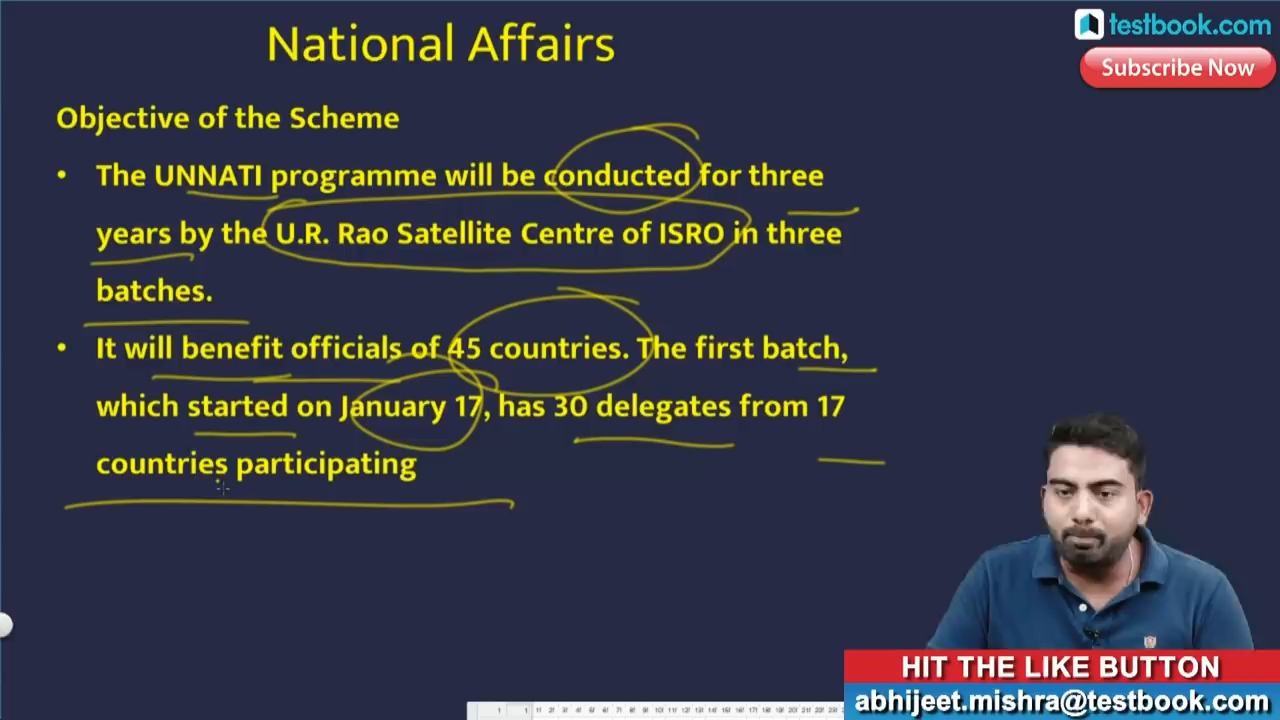 National Affairs
testbook.com
Subscribe Now
Objective of the Scheme
• The UNNATI programme will be conducted for three
years by the U.R. Rao Satellite Centre of ISRO in three
batches.
• It will benefit officials of 45 countries. The first batch,
which started on January 17, has 30 delegates from 17
countries participating
HIT THE LIKE BUTTON
abhijeet.mishra@testbook.com